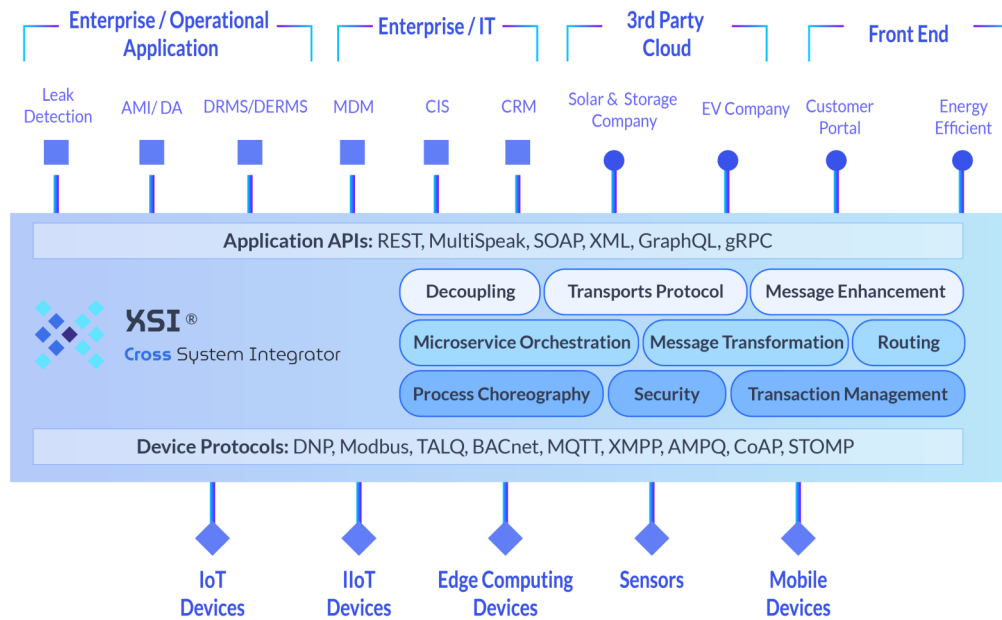 Enterprise / Operational
Application
Enterprise / IT
3rd Party
Cloud
Front End
Leak
Detection
AMI/ DA
DRMS/DERMS
MDM
CIS
CRM
Solar & Storage
Company
EV Company
Customer
Portal
Energy
Efficient
Application APIs: REST, MultiSpeak, SOAP, XML, GraphQL, gRPC
XSI ®
Cross System Integrator
Decoupling
Transports Protocol
Message Enhancement
Microservice Orchestration
Message Transformation
Routing
Process Choreography
Security
Transaction Management
Device Protocols: DNP, Modbus, TALQ, BACnet, MQTT, XMPP, AMPQ, CoAP, STOMP
IoT
Devices
IIoT
Devices
Edge Computing
Devices
Sensors
Mobile
Devices